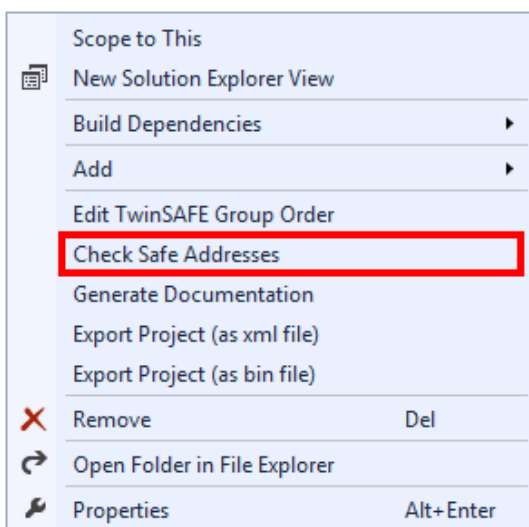 Scope to This
New Solution Explorer View
Build Dependencies
Add
Edit TwinSAFE Group Order
Check Safe Addresses
Generate Documentation
Export Project (as xml file)
Export Project (as bin file)
Remove Del
Open Folder in File Explorer
Properties Alt+Enter